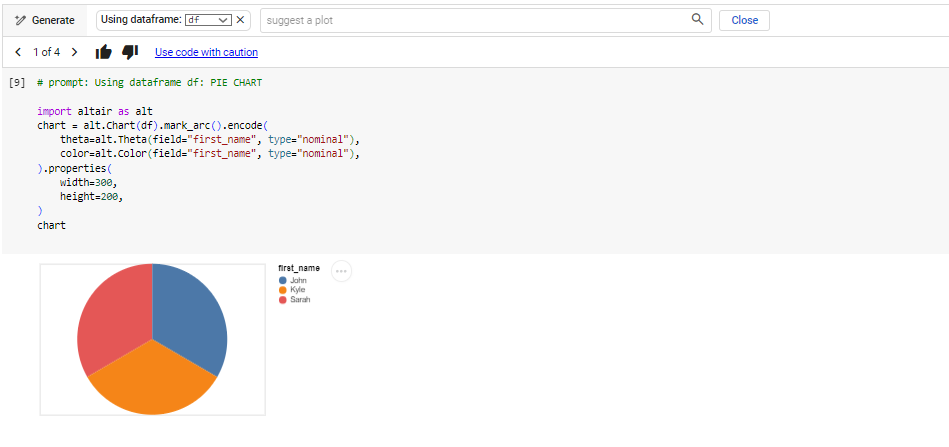 Generate
Using dataframe: df
suggest a plot
Close
1 of 4
Use code with caution
[9] # prompt: Using dataframe df: PIE CHART
import altair as alt
chart = alt.Chart(df).mark_arc().encode(
    theta=alt.Theta(field="first_name", type="nominal"),
    color=alt.Color(field="first_name", type="nominal"),
).properties(
    width=300,
    height=200,
)
chart
first_name
John
Kyle
Sarah